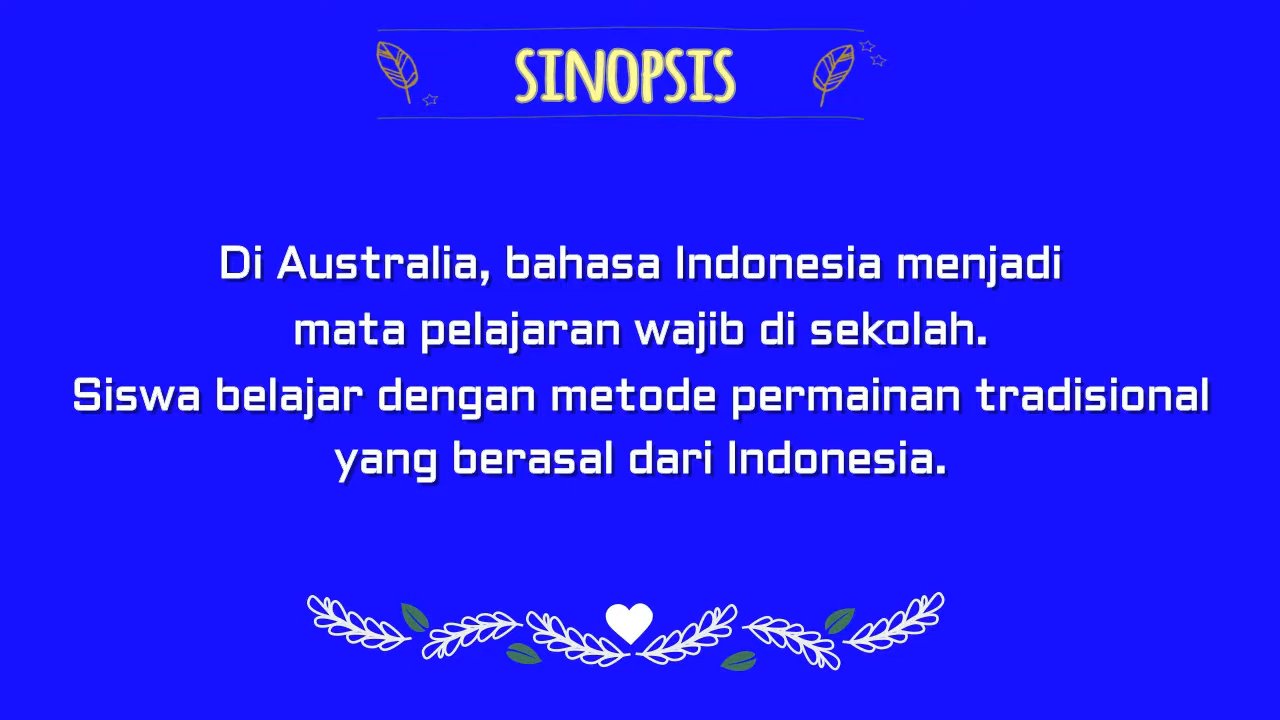 SINOPSIS
Di Australia, bahasa Indonesia menjadi
mata pelajaran wajib di sekolah.
Siswa belajar dengan metode permainan tradisional
yang berasal dari Indonesia.